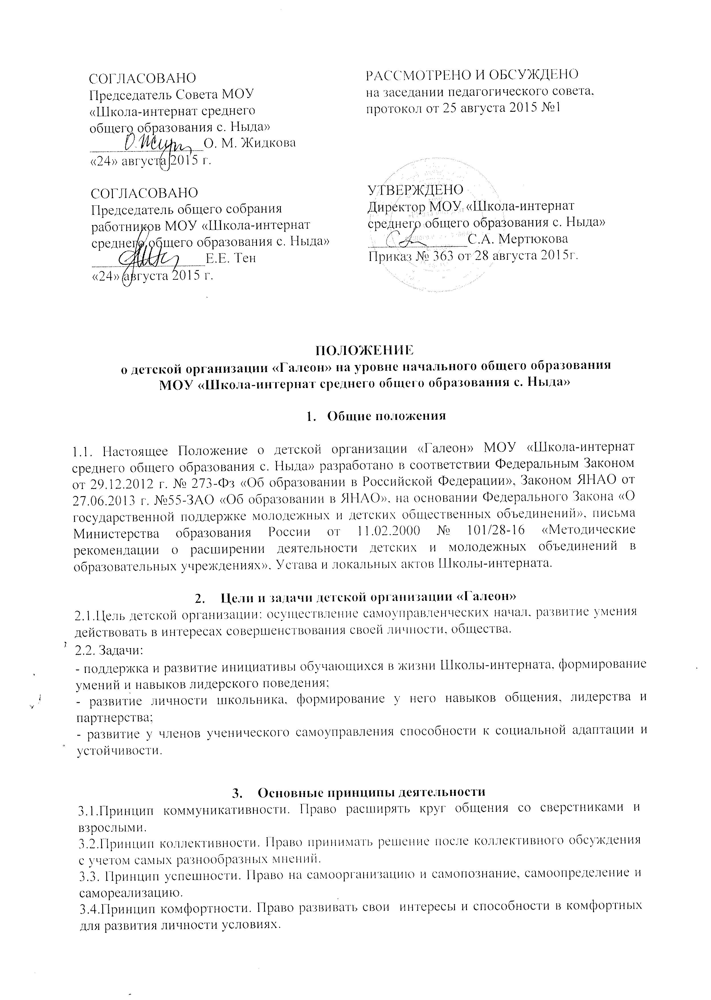 СОГЛАСОВАНО
Председатель Совета МОУ
«Школа-интернат среднего
общего образования с. Ныда»
О. М. Жидкова
«24» августа 2015 г.
РАССМОТРЕНО И ОБСУЖДЕНО
на заседании педагогического совета,
протокол от 25 августа 2015 №1
СОГЛАСОВАНО
Председатель общего собрания
работников МОУ «Школа-интернат
среднего общего образования с. Ныда»
Е.Е. Тен
«24» августа 2015 г.
УТВЕРЖДЕНО
Директор МОУ «Школа-интернат
среднего общего образования с. Ныда»
С.А. Мертюкова
Приказ № 363 от 28 августа 2015г.
ПОЛОЖЕНИЕ
о детской организации «Галеон» на уровне начального общего образования
МОУ «Школа-интернат среднего общего образования с. Ныда»
1. Общие положения
1.1. Настоящее Положение о детской организации «Галеон» МОУ «Школа-интернат
среднего общего образования с. Ныда» разработано в соответствии Федеральным Законом
от 29.12.2012 г. № 273-Фз «Об образовании в Российской Федерации», Законом ЯНАО от
27.06.2013 г. №55-ЗАО «Об образовании в ЯНАО», на основании Федерального Закона «О
государственной поддержке молодежных и детских общественных объединений», письма
Министерства образования России от 11.02.2000 № 101/28-16 «Методические
рекомендации о расширении деятельности детских и молодежных объединений в
образовательных учреждениях», Устава и локальных актов Школы-интерната.
2. Цели и задачи детской организации «Галеон»
2.1.Цель детской организации: осуществление самоуправленческих начал, развитие умения
действовать в интересах совершенствования своей личности, общества.
2.2. Задачи:
- поддержка и развитие инициативы обучающихся в жизни Школы-интерната, формирование
умений и навыков лидерского поведения;
- развитие личности школьника, формирование у него навыков общения, лидерства и
партнерства;
- развитие у членов ученического самоуправления способности к социальной адаптации и
устойчивости.
3. Основные принципы деятельности
3.1.Принцип коммуникативности. Право расширять круг общения со сверстниками и
взрослыми.
3.2.Принцип коллективности. Право принимать решение после коллективного обсуждения
с учетом самых разнообразных мнений.
3.3. Принцип успешности. Право на самоорганизацию и самопознание, самоопределение и
самореализацию.
3.4.Принцип комфортности. Право развивать свои интересы и способности в комфортных
для развития личности условиях.